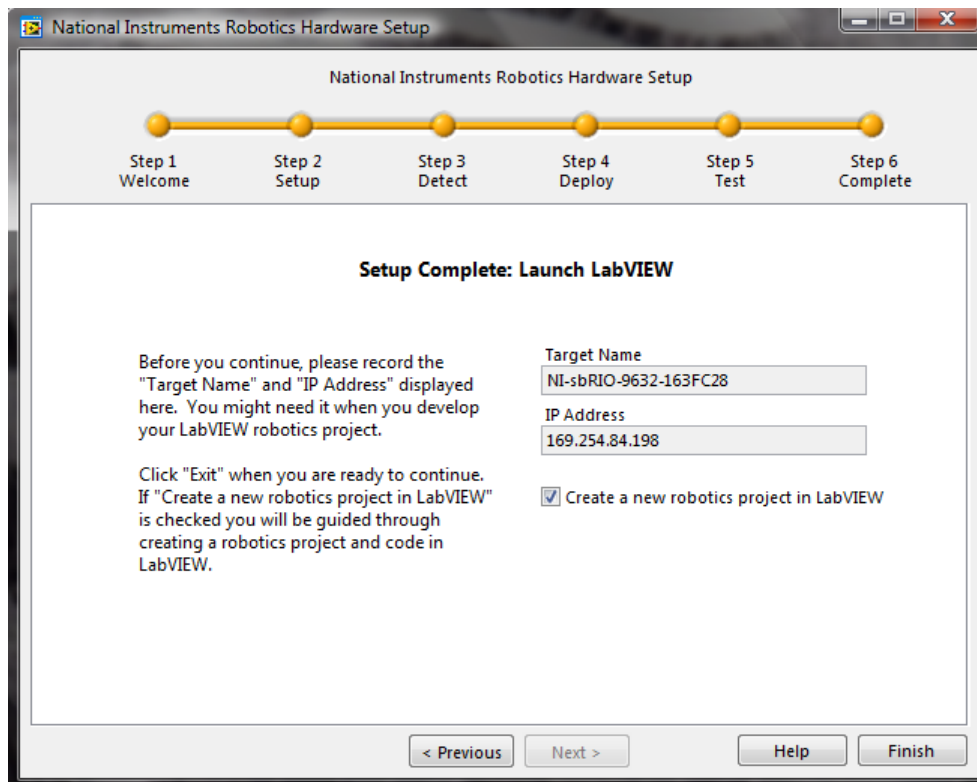 National Instruments Robotics Hardware Setup
National Instruments Robotics Hardware Setup
Step 1
Welcome
Step 2
Setup
Step 3
Detect
Step 4
Deploy
Step 5
Test
Step 6
Complete
Setup Complete: Launch LabVIEW
Before you continue, please record the
"Target Name" and "IP Address" displayed
here. You might need it when you develop
your LabVIEW robotics project.
Click "Exit" when you are ready to continue.
If "Create a new robotics project in LabVIEW"
is checked you will be guided through
creating a robotics project and code in
LabVIEW.
Target Name
NI-sbRIO-9632-163FC28
IP Address
169.254.84.198
Create a new robotics project in LabVIEW
< Previous
Next >
Help
Finish